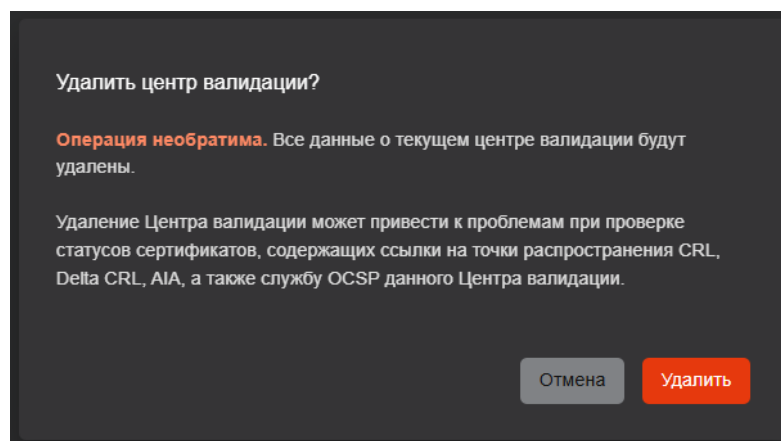 Удалить центр валидации?
Операция необратима. Все данные о текущем центре валидации будут
удалены.
Удаление Центра валидации может привести к проблемам при проверке
статусов сертификатов, содержащих ссылки на точки распространения CRL,
Delta CRL, AIA, а также службу OCSP данного Центра валидации.
Отмена Удалить